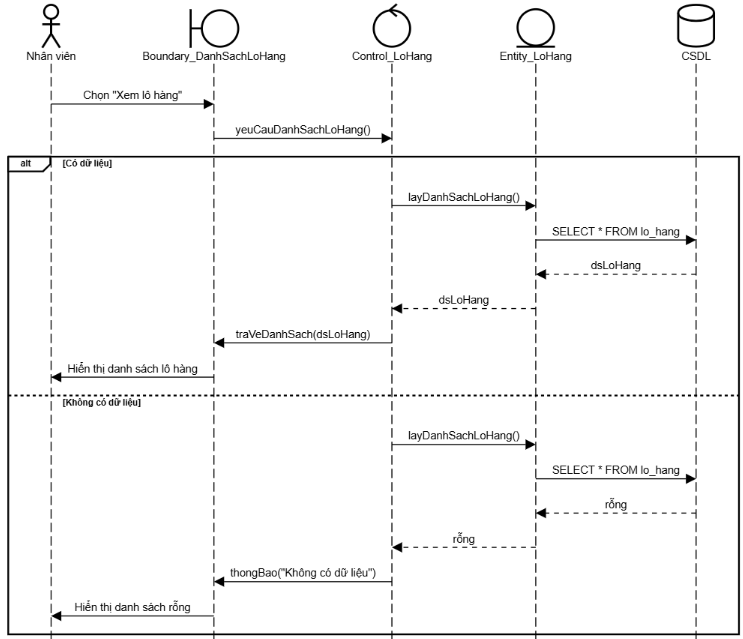 Nhân viên
Boundary_DanhSachLoHang
Control_LoHang
Entity_LoHang
CSDL
Chọn "Xem lô hàng"
yeuCauDanhSachLoHang()
alt
[Có dữ liệu]
layDanhSachLoHang()
SELECT * FROM lo_hang
dsLoHang
dsLoHang
traVeDanhSach(dsLoHang)
Hiển thị danh sách lô hàng
[Không có dữ liệu]
layDanhSachLoHang()
SELECT * FROM lo_hang
rỗng
rỗng
thongBao("Không có dữ liệu")
Hiển thị danh sách rỗng